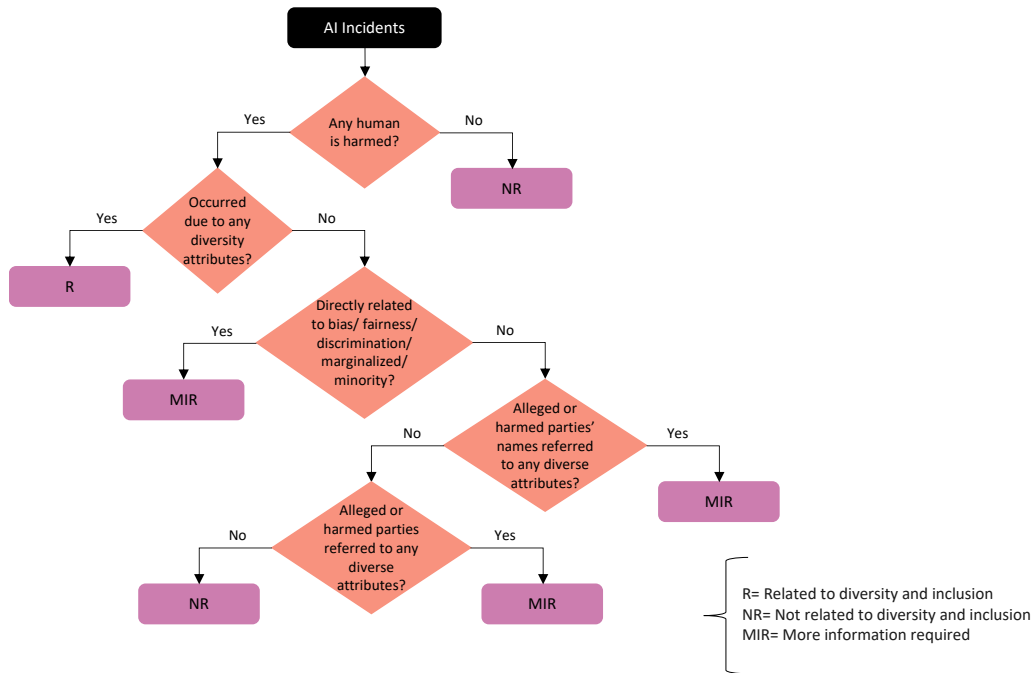 AI Incidents
Any human
is harmed?
Yes
No
NR
Occurred
due to any
diversity
attributes?
Yes
No
R
Directly related
to bias/ fairness/
discrimination/
marginalized/
minority?
Yes
No
MIR
Alleged or
harmed parties’
names referred
to any diverse
attributes?
No
Yes
MIR
Alleged or
harmed parties
referred to any
diverse
attributes?
No
Yes
NR
MIR
R= Related to diversity and inclusion
NR= Not related to diversity and inclusion
MIR= More information required